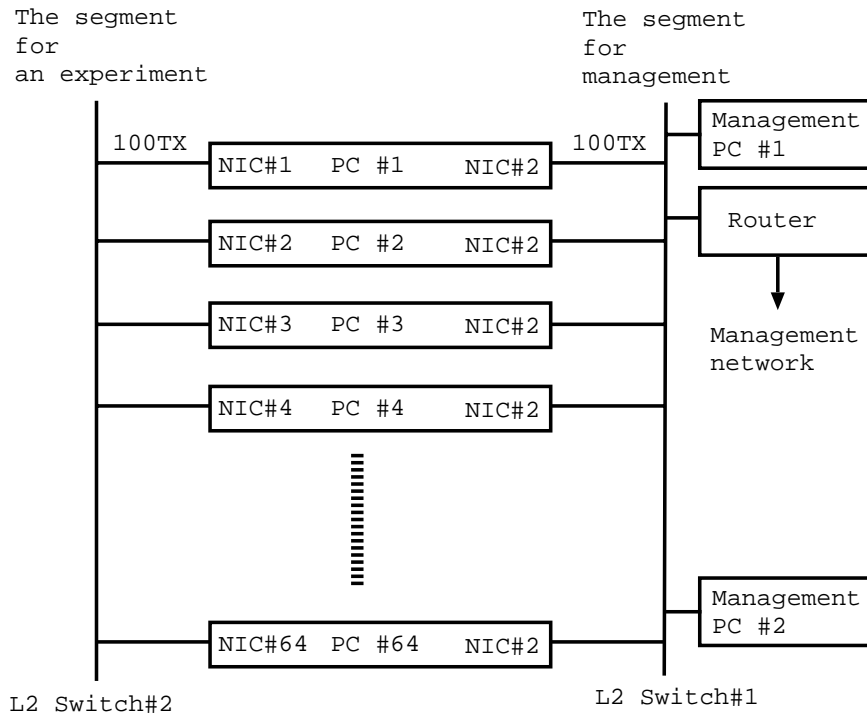 The segment
for
an experiment
The segment
for
management
100TX
100TX
NIC#1 PC #1 NIC#2
Management
PC #1
NIC#2 PC #2 NIC#2
Router
NIC#3 PC #3 NIC#2
Management
network
NIC#4 PC #4 NIC#2
Management
PC #2
NIC#64 PC #64 NIC#2
L2 Switch#2
L2 Switch#1